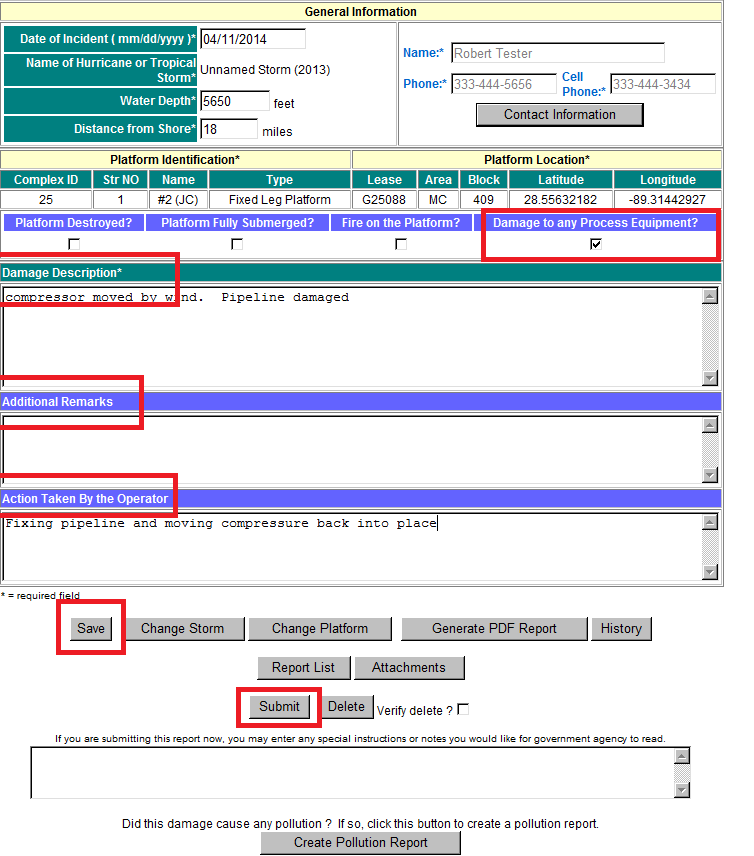 General Information
Date of Incident ( mm/dd/yyyy )* 04/11/2014
Name of Hurricane or Tropical Storm* Unnamed Storm (2013)
Water Depth* 5650 feet
Distance from Shore* 18 miles
Name:* Robert Tester
Phone:* 333-444-5656 Cell Phone:* 333-444-3434
Contact Information
Platform Identification* Platform Location*
Complex ID Str NO Name Type Lease Area Block Latitude Longitude
25 1 #2 (JC) Fixed Leg Platform G25088 MC 409 28.55632182 -89.31442927
Platform Destroyed? Platform Fully Submerged? Fire on the Platform? Damage to any Process Equipment?
Damage Description*
compressor moved by wind.  Pipeline damaged
Additional Remarks
Action Taken By the Operator
Fixing pipeline and moving compressure back into place
* = required field
Save Change Storm Change Platform Generate PDF Report History
Report List Attachments
Submit Delete Verify delete ?
If you are submitting this report now, you may enter any special instructions or notes you would like for government agency to read.
Did this damage cause any pollution ?  If so, click this button to create a pollution report.
Create Pollution Report